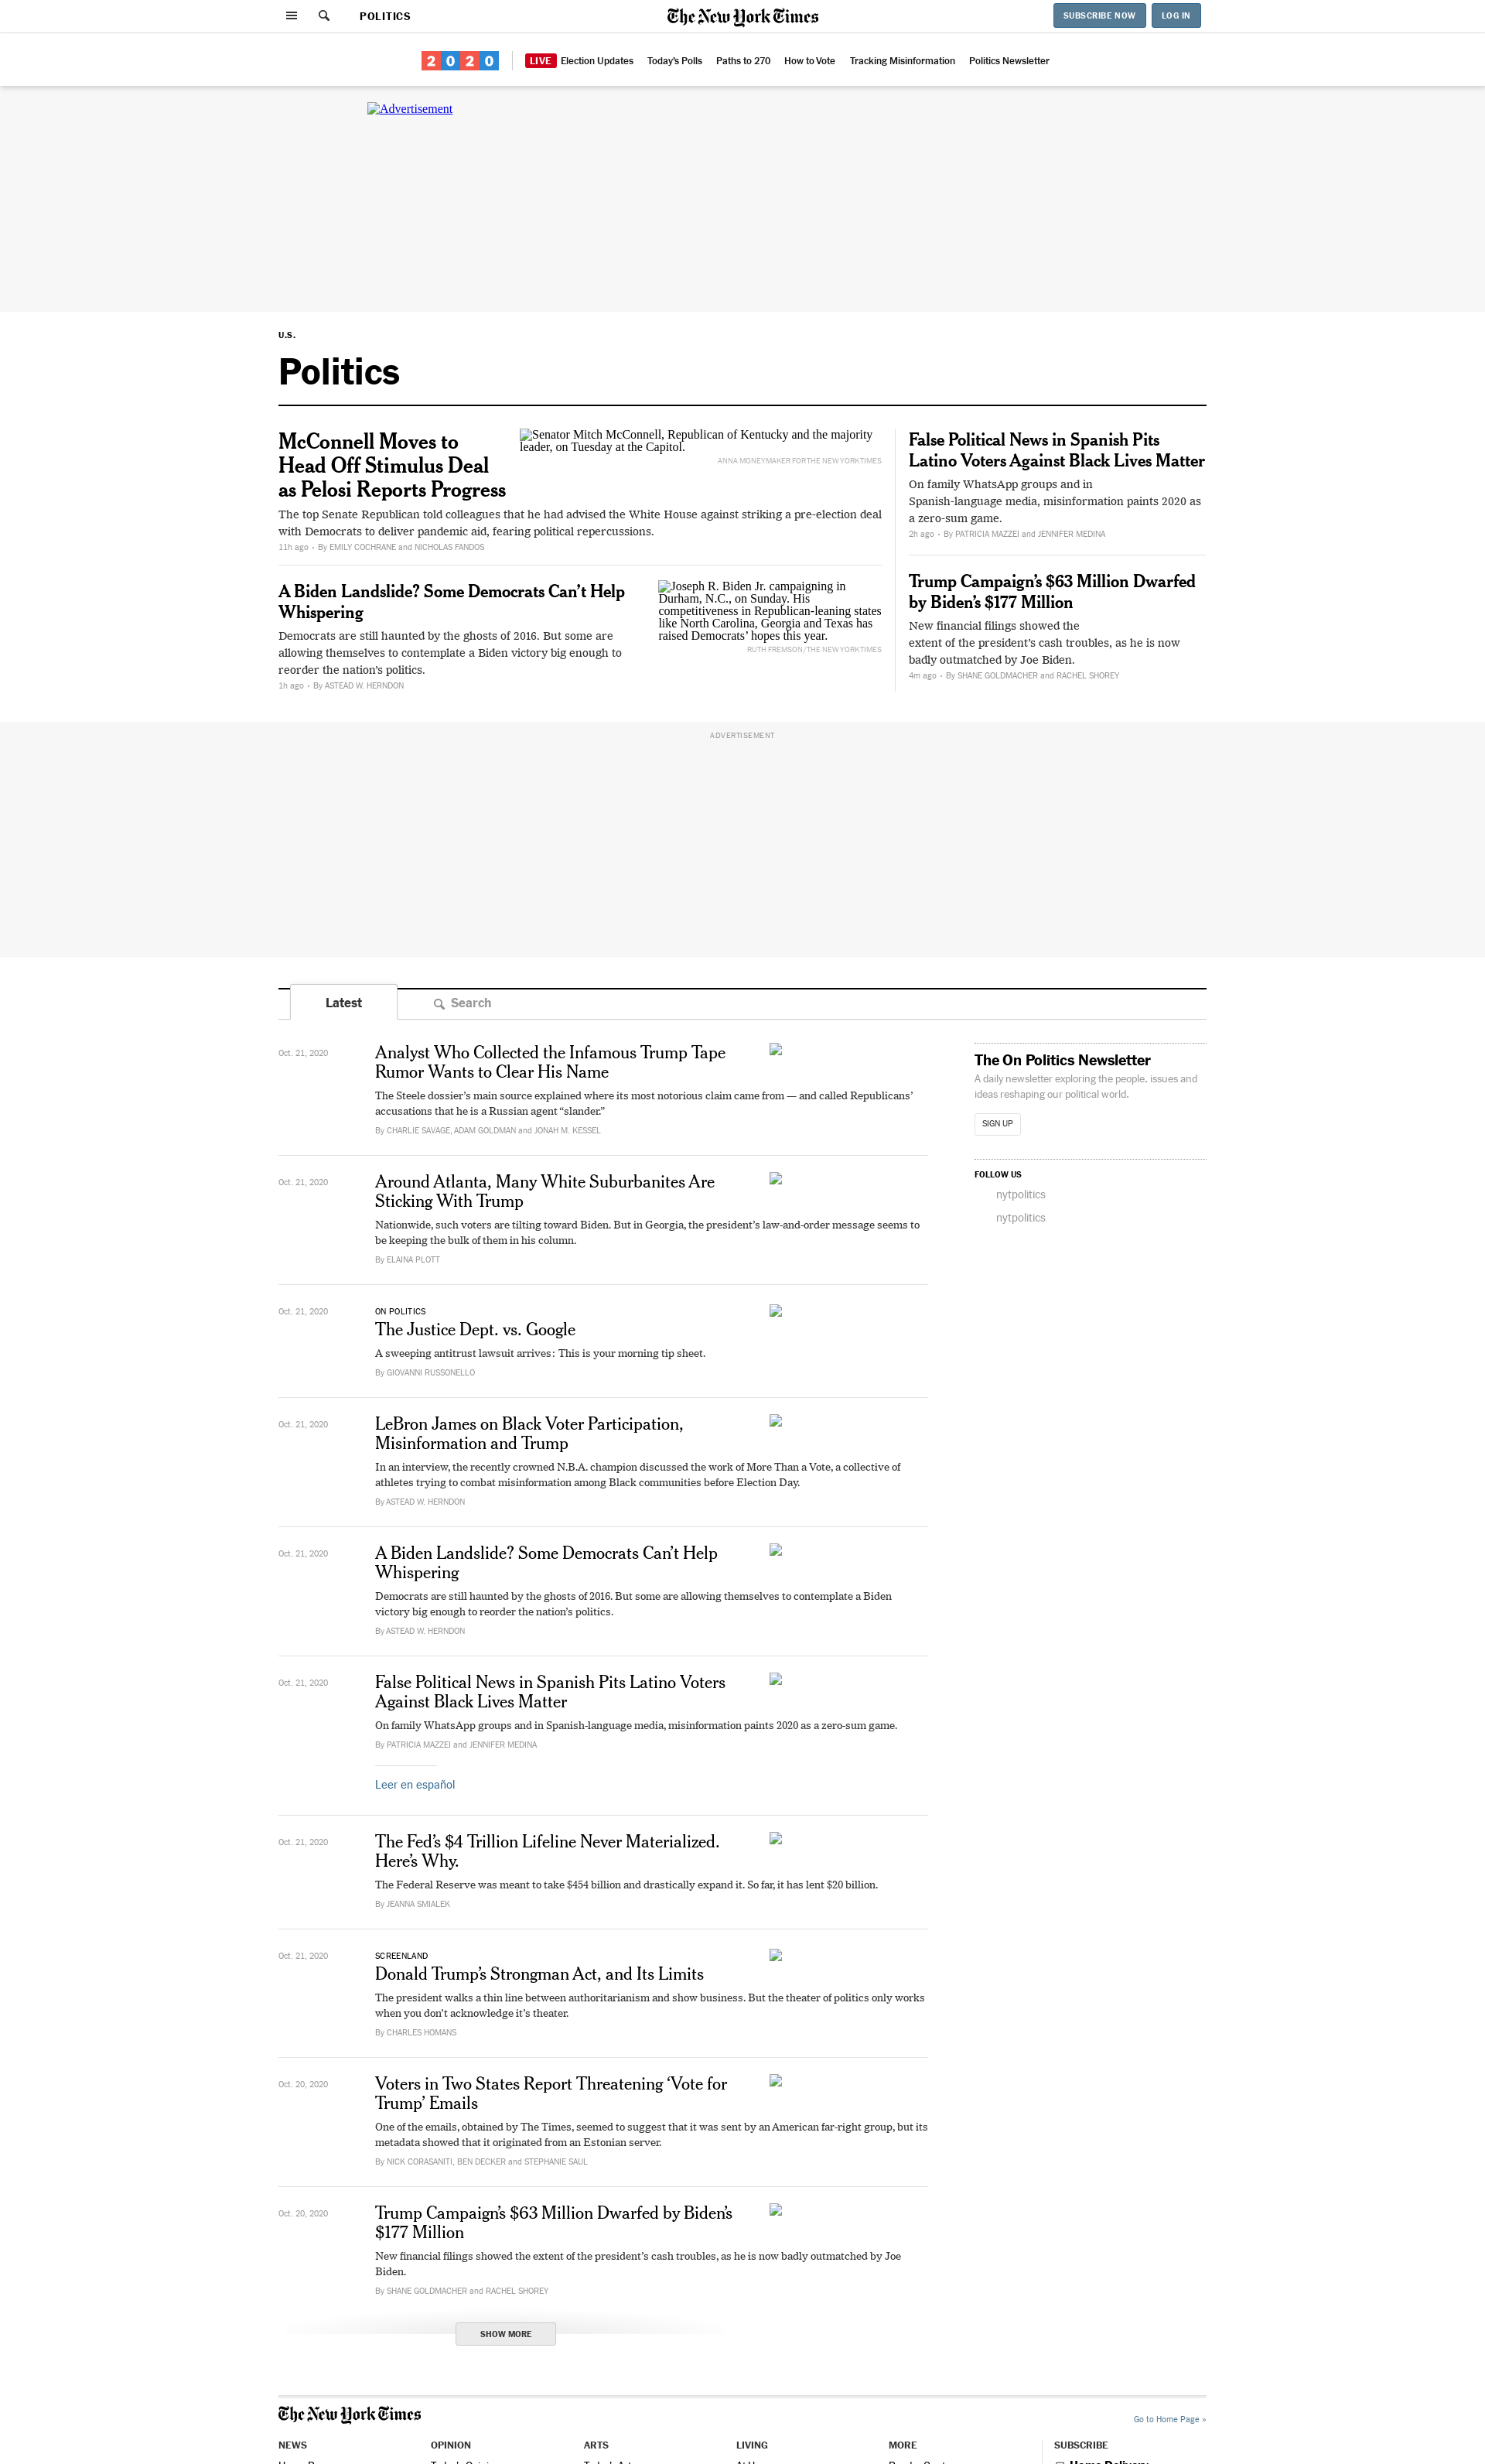 POLITICS
The New York Times
SUBSCRIBE NOW
LOG IN
2020
LIVE Election Updates
Today's Polls
Paths to 270
How to Vote
Tracking Misinformation
Politics Newsletter
Advertisement
U.S.
Politics
McConnell Moves to
Head Off Stimulus Deal
as Pelosi Reports Progress
Senator Mitch McConnell, Republican of Kentucky and the majority
leader, on Tuesday at the Capitol.
ANNA MONEYMAKER FOR THE NEW YORK TIMES
The top Senate Republican told colleagues that he had advised the White House against striking a pre-election deal
with Democrats to deliver pandemic aid, fearing political repercussions.
11h ago • By EMILY COCHRANE and NICHOLAS FANDOS
A Biden Landslide? Some Democrats Can’t Help
Whispering
Democrats are still haunted by the ghosts of 2016. But some are
allowing themselves to contemplate a Biden victory big enough to
reorder the nation’s politics.
1h ago • By ASTEAD W. HERNDON
Joseph R. Biden Jr. campaigning in
Durham, N.C., on Sunday. His
competitiveness in Republican-leaning states
like North Carolina, Georgia and Texas has
raised Democrats’ hopes this year.
RUTH FREMSON/THE NEW YORK TIMES
False Political News in Spanish Pits
Latino Voters Against Black Lives Matter
On family WhatsApp groups and in
Spanish-language media, misinformation paints 2020 as
a zero-sum game.
2h ago • By PATRICIA MAZZEI and JENNIFER MEDINA
Trump Campaign’s $63 Million Dwarfed
by Biden’s $177 Million
New financial filings showed the
extent of the president’s cash troubles, as he is now
badly outmatched by Joe Biden.
4m ago • By SHANE GOLDMACHER and RACHEL SHOREY
ADVERTISEMENT
Latest
Search
Oct. 21, 2020
Analyst Who Collected the Infamous Trump Tape
Rumor Wants to Clear His Name
The Steele dossier’s main source explained where its most notorious claim came from — and called Republicans’
accusations that he is a Russian agent “slander.”
By CHARLIE SAVAGE, ADAM GOLDMAN and JONAH M. KESSEL
Oct. 21, 2020
Around Atlanta, Many White Suburbanites Are
Sticking With Trump
Nationwide, such voters are tilting toward Biden. But in Georgia, the president’s law-and-order message seems to
be keeping the bulk of them in his column.
By ELAINA PLOTT
Oct. 21, 2020
ON POLITICS
The Justice Dept. vs. Google
A sweeping antitrust lawsuit arrives: This is your morning tip sheet.
By GIOVANNI RUSSONELLO
Oct. 21, 2020
LeBron James on Black Voter Participation,
Misinformation and Trump
In an interview, the recently crowned N.B.A. champion discussed the work of More Than a Vote, a collective of
athletes trying to combat misinformation among Black communities before Election Day.
By ASTEAD W. HERNDON
Oct. 21, 2020
A Biden Landslide? Some Democrats Can’t Help
Whispering
Democrats are still haunted by the ghosts of 2016. But some are allowing themselves to contemplate a Biden
victory big enough to reorder the nation’s politics.
By ASTEAD W. HERNDON
Oct. 21, 2020
False Political News in Spanish Pits Latino Voters
Against Black Lives Matter
On family WhatsApp groups and in Spanish-language media, misinformation paints 2020 as a zero-sum game.
By PATRICIA MAZZEI and JENNIFER MEDINA
Leer en español
Oct. 21, 2020
The Fed’s $4 Trillion Lifeline Never Materialized.
Here’s Why.
The Federal Reserve was meant to take $454 billion and drastically expand it. So far, it has lent $20 billion.
By JEANNA SMIALEK
Oct. 21, 2020
SCREENLAND
Donald Trump’s Strongman Act, and Its Limits
The president walks a thin line between authoritarianism and show business. But the theater of politics only works
when you don’t acknowledge it’s theater.
By CHARLES HOMANS
Oct. 20, 2020
Voters in Two States Report Threatening ‘Vote for
Trump’ Emails
One of the emails, obtained by The Times, seemed to suggest that it was sent by an American far-right group, but its
metadata showed that it originated from an Estonian server.
By NICK CORASANITI, BEN DECKER and STEPHANIE SAUL
Oct. 20, 2020
Trump Campaign’s $63 Million Dwarfed by Biden’s
$177 Million
New financial filings showed the extent of the president’s cash troubles, as he is now badly outmatched by Joe
Biden.
By SHANE GOLDMACHER and RACHEL SHOREY
SHOW MORE
The On Politics Newsletter
A daily newsletter exploring the people, issues and
ideas reshaping our political world.
SIGN UP
FOLLOW US
nytpolitics
nytpolitics
The New York Times
Go to Home Page »
NEWS
OPINION
ARTS
LIVING
MORE
SUBSCRIBE